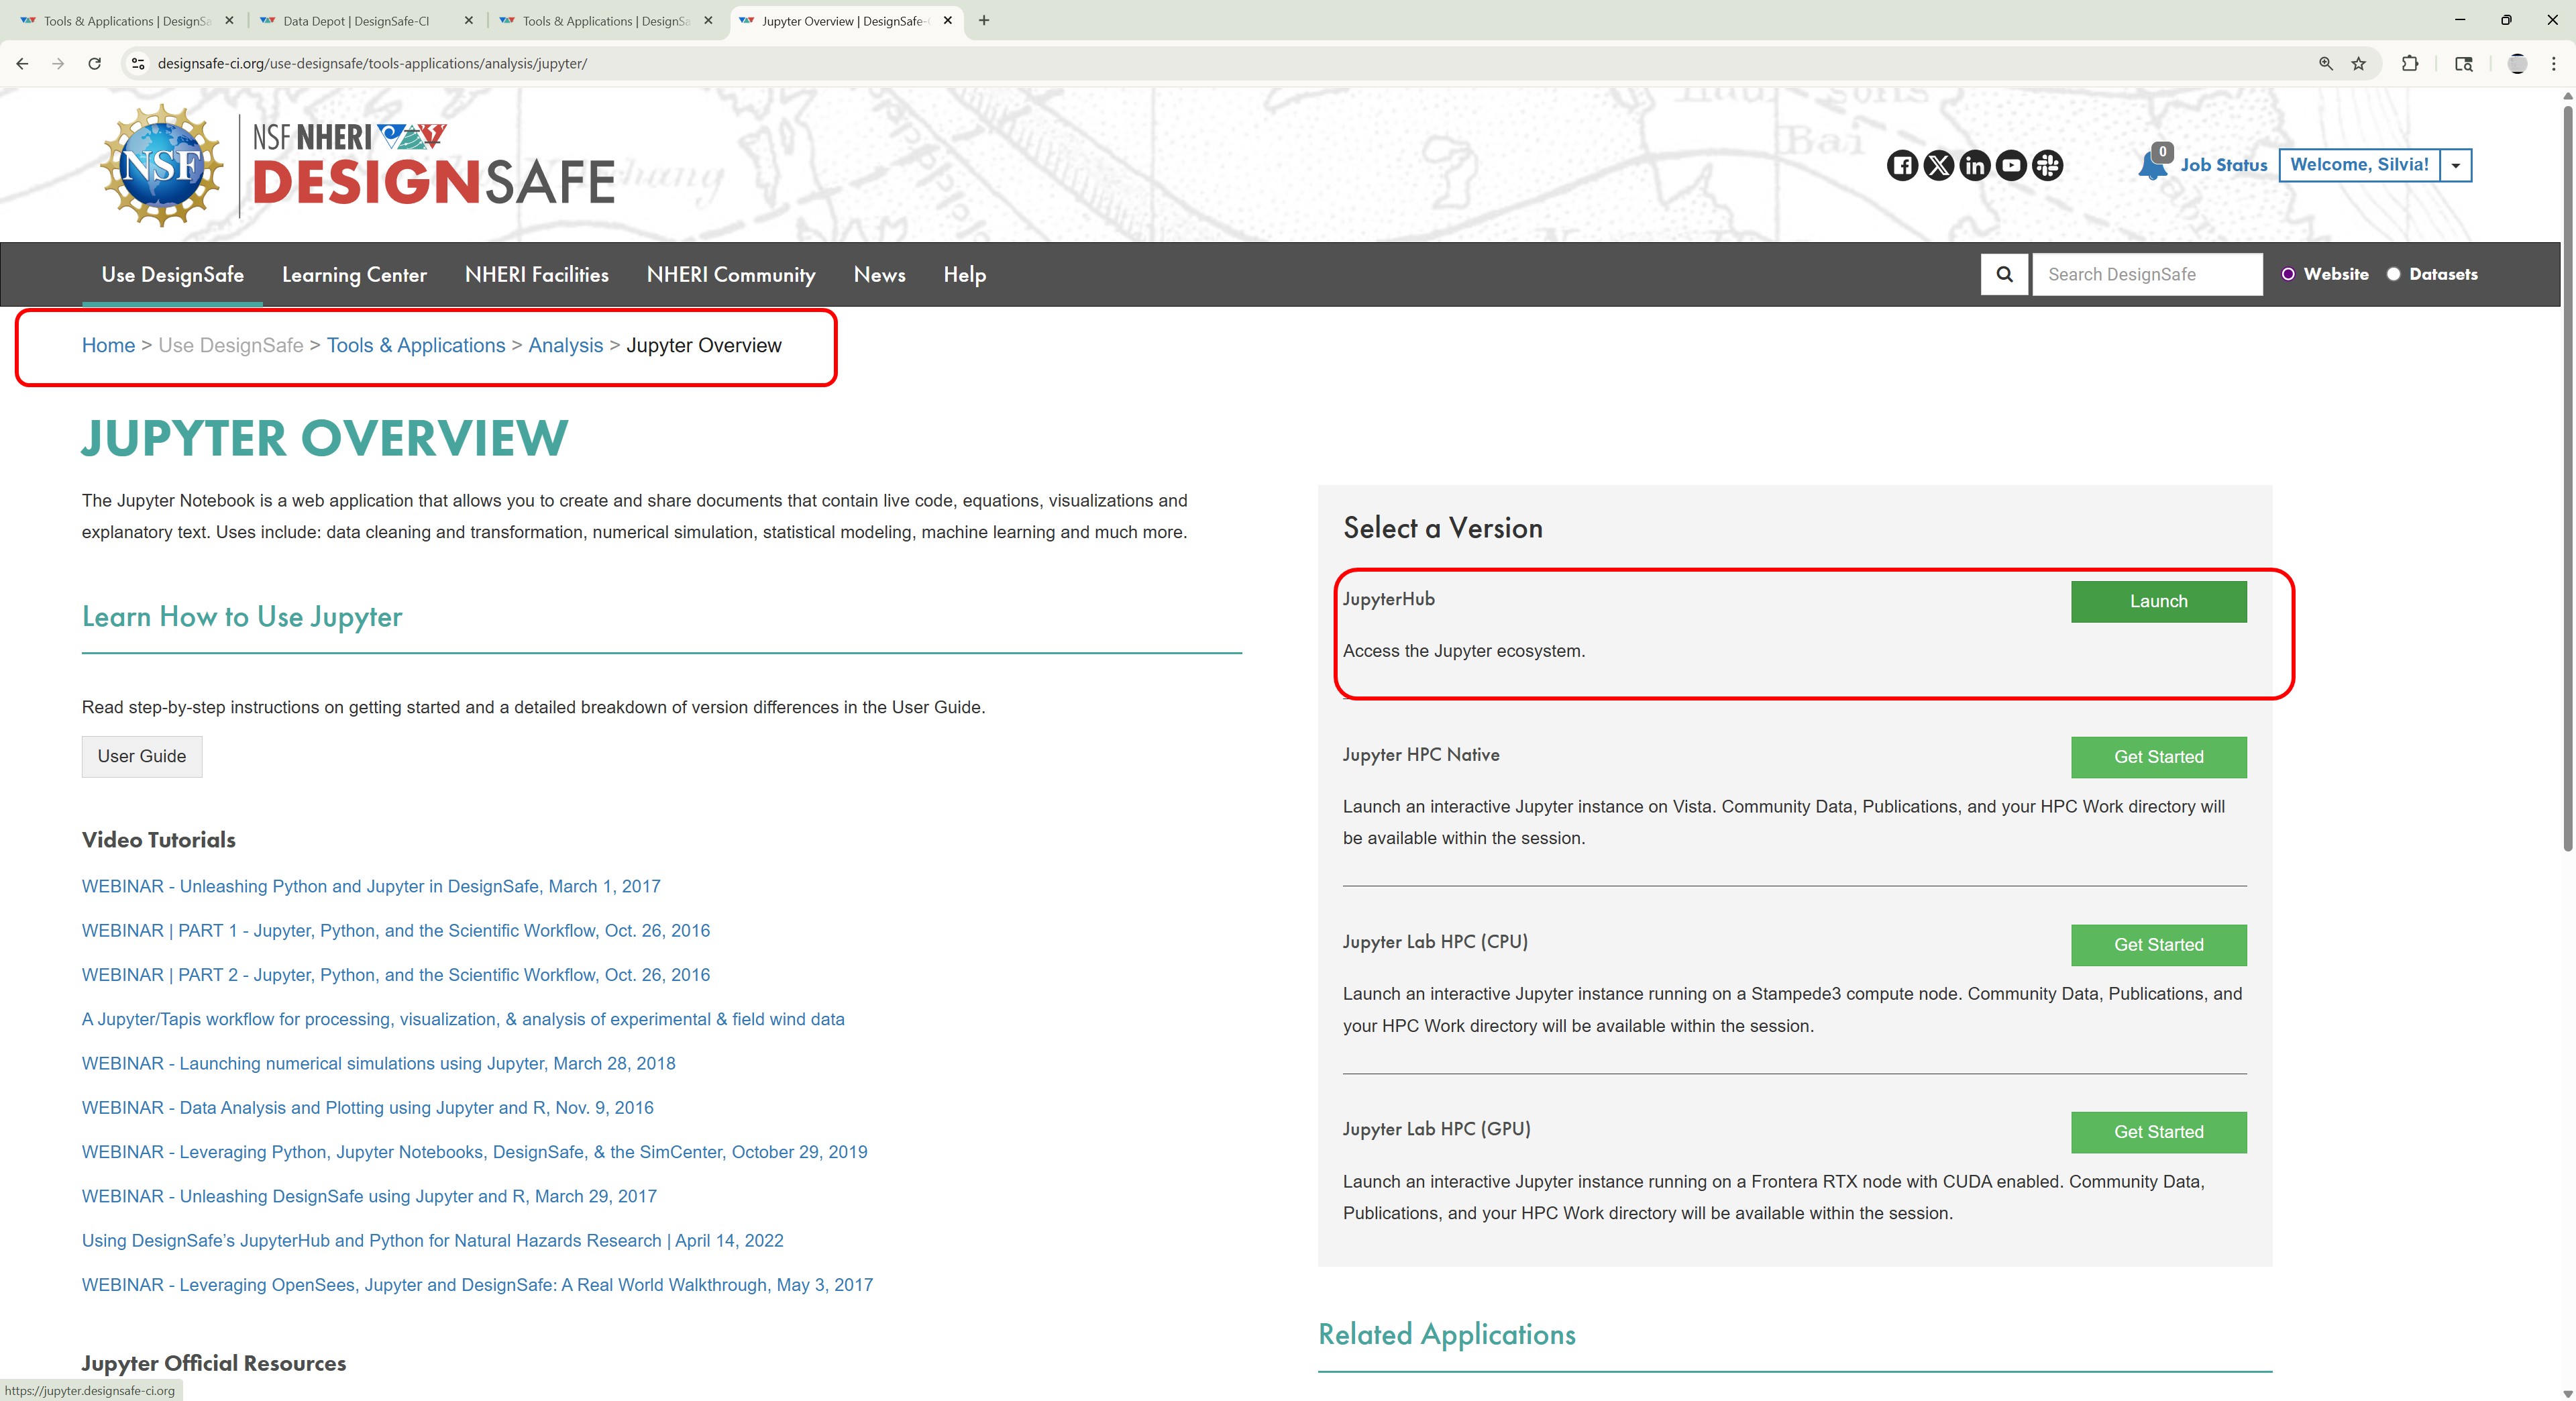 Tools & Applications | DesignSa
Data Depot | DesignSafe-CI
Tools & Applications | DesignSa
Jupyter Overview | DesignSafe-C
designsafe-ci.org/use-designsafe/tools-applications/analysis/jupyter/
NSF
NSF NHERI
DESIGNSAFE
0
Job Status
Welcome, Silvia!
Use DesignSafe
Learning Center
NHERI Facilities
NHERI Community
News
Help
Search DesignSafe
Website
Datasets
Home > Use DesignSafe > Tools & Applications > Analysis > Jupyter Overview
JUPYTER OVERVIEW
The Jupyter Notebook is a web application that allows you to create and share documents that contain live code, equations, visualizations and
explanatory text. Uses include: data cleaning and transformation, numerical simulation, statistical modeling, machine learning and much more.
Learn How to Use Jupyter
Read step-by-step instructions on getting started and a detailed breakdown of version differences in the User Guide.
User Guide
Video Tutorials
WEBINAR - Unleashing Python and Jupyter in DesignSafe, March 1, 2017
WEBINAR | PART 1 - Jupyter, Python, and the Scientific Workflow, Oct. 26, 2016
WEBINAR | PART 2 - Jupyter, Python, and the Scientific Workflow, Oct. 26, 2016
A Jupyter/Tapis workflow for processing, visualization, & analysis of experimental & field wind data
WEBINAR - Launching numerical simulations using Jupyter, March 28, 2018
WEBINAR - Data Analysis and Plotting using Jupyter and R, Nov. 9, 2016
WEBINAR - Leveraging Python, Jupyter Notebooks, DesignSafe, & the SimCenter, October 29, 2019
WEBINAR - Unleashing DesignSafe using Jupyter and R, March 29, 2017
Using DesignSafe's JupyterHub and Python for Natural Hazards Research | April 14, 2022
WEBINAR - Leveraging OpenSees, Jupyter and DesignSafe: A Real World Walkthrough, May 3, 2017
Jupyter Official Resources
Select a Version
JupyterHub
Launch
Access the Jupyter ecosystem.
Jupyter HPC Native
Get Started
Launch an interactive Jupyter instance on Vista. Community Data, Publications, and your HPC Work directory will
be available within the session.
Jupyter Lab HPC (CPU)
Get Started
Launch an interactive Jupyter instance running on a Stampede3 compute node. Community Data, Publications, and
your HPC Work directory will be available within the session.
Jupyter Lab HPC (GPU)
Get Started
Launch an interactive Jupyter instance running on a Frontera RTX node with CUDA enabled. Community Data,
Publications, and your HPC Work directory will be available within the session.
Related Applications
https://jupyter.designsafe-ci.org